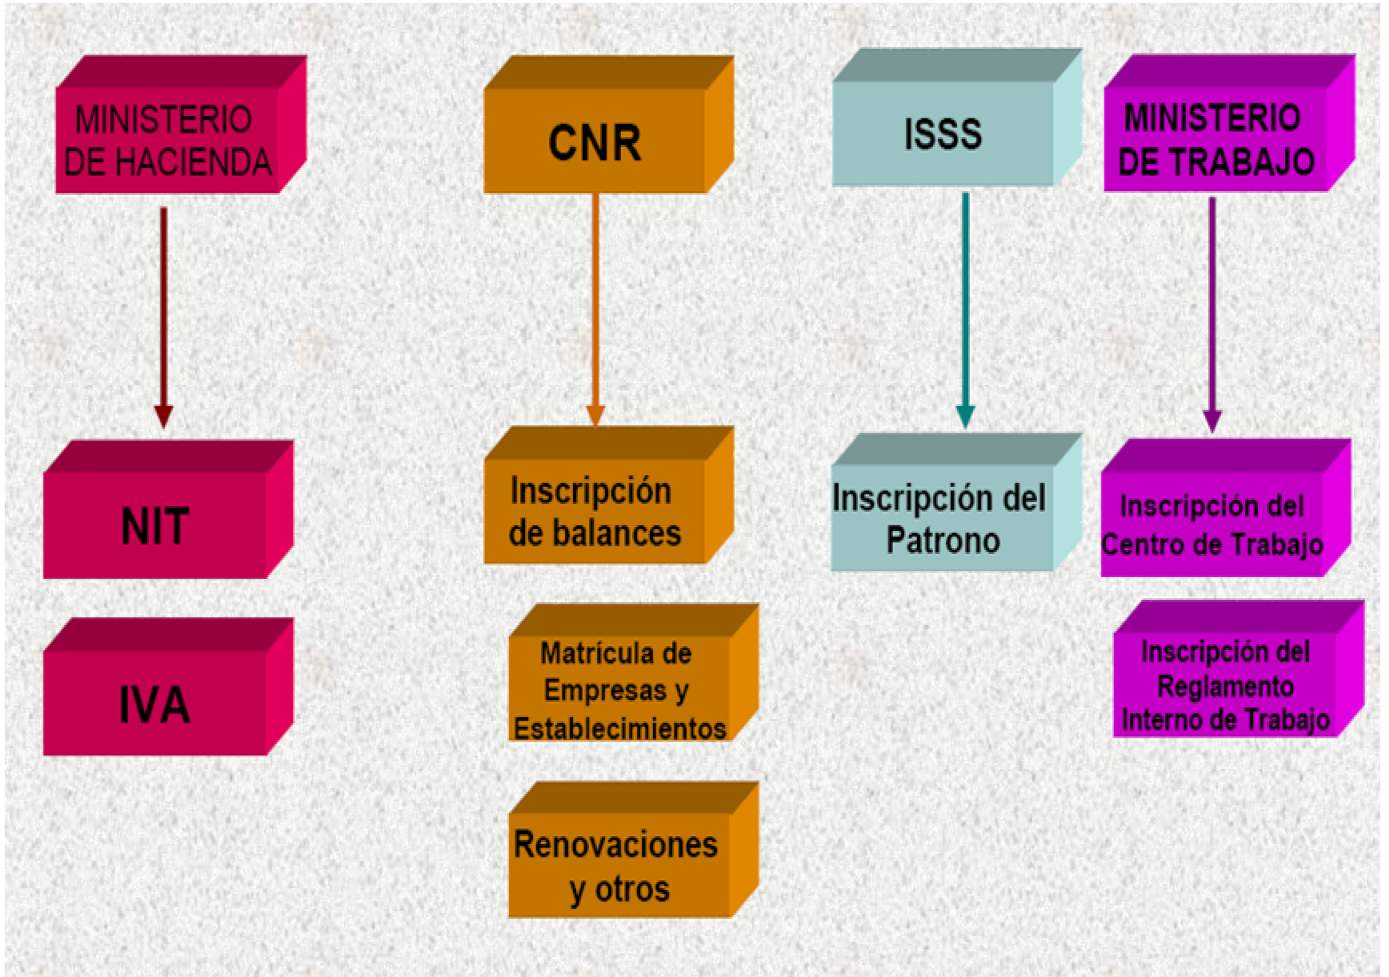 MINISTERIO
DE HACIENDA
CNR
ISSS
MINISTERIO
DE TRABAJO
NIT
Inscripción
de balances
Inscripción del
Patrono
Inscripción del
Centro de Trabajo
IVA
Matrícula de
Empresas y
Establecimientos
Inscripción del
Reglamento
Interno de Trabajo
Renovaciones
y otros